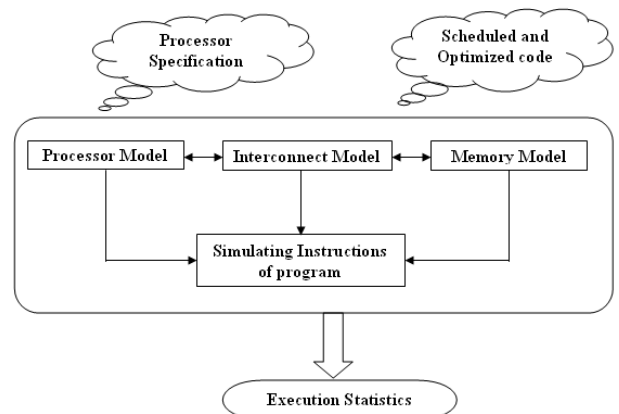 Processor
Specification
Scheduled and
Optimized code
Processor Model
Interconnect Model
Memory Model
Simulating Instructions
of program
Execution Statistics